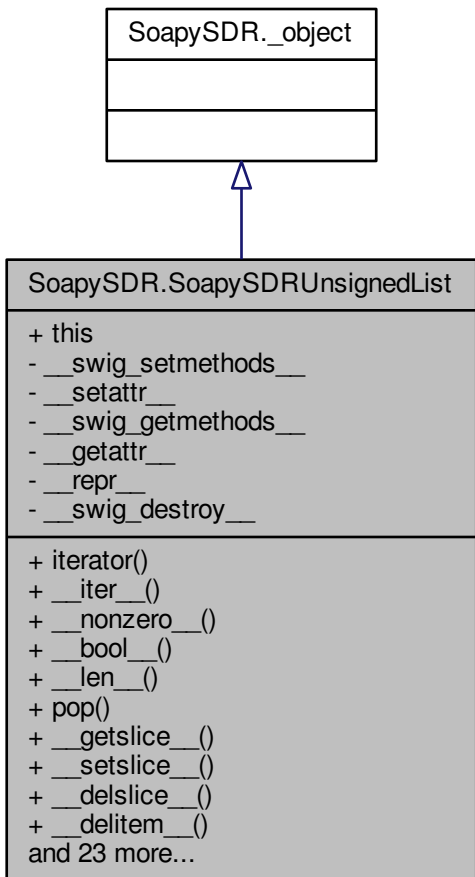 SoapySDR._object
SoapySDR.SoapySDRUnsignedList
+ this
- __swig_setmethods__
- __setattr__
- __swig_getmethods__
- __getattr__
- __repr__
- __swig_destroy__
+ iterator()
+ __iter__()
+ __nonzero__()
+ __bool__()
+ __len__()
+ pop()
+ __getslice__()
+ __setslice__()
+ __delslice__()
+ __delitem__()
and 23 more...